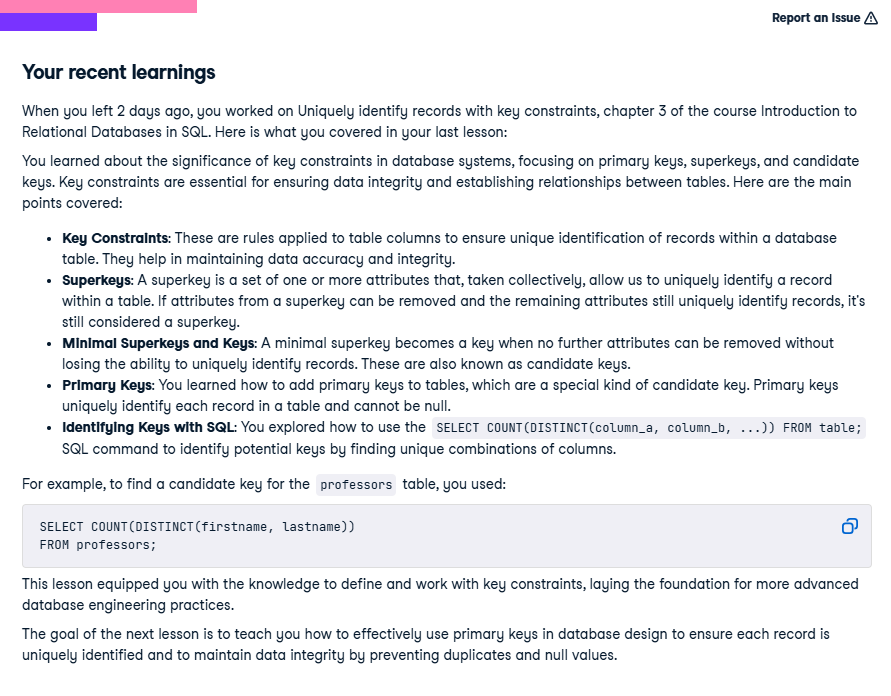 Report an Issue
Your recent learnings
When you left 2 days ago, you worked on Uniquely identify records with key constraints, chapter 3 of the course Introduction to
Relational Databases in SQL. Here is what you covered in your last lesson:
You learned about the significance of key constraints in database systems, focusing on primary keys, superkeys, and candidate
keys. Key constraints are essential for ensuring data integrity and establishing relationships between tables. Here are the main
points covered:
• Key Constraints: These are rules applied to table columns to ensure unique identification of records within a database
table. They help in maintaining data accuracy and integrity.
• Superkeys: A superkey is a set of one or more attributes that, taken collectively, allow us to uniquely identify a record
within a table. If attributes from a superkey can be removed and the remaining attributes still uniquely identify records, it's
still considered a superkey.
• Minimal Superkeys and Keys: A minimal superkey becomes a key when no further attributes can be removed without
losing the ability to uniquely identify records. These are also known as candidate keys.
• Primary Keys: You learned how to add primary keys to tables, which are a special kind of candidate key. Primary keys
uniquely identify each record in a table and cannot be null.
• Identifying Keys with SQL: You explored how to use the SELECT COUNT(DISTINCT(column_a, column_b, ...)) FROM table;
SQL command to identify potential keys by finding unique combinations of columns.
For example, to find a candidate key for the professors table, you used:
SELECT COUNT(DISTINCT(firstname, lastname))
FROM professors;
This lesson equipped you with the knowledge to define and work with key constraints, laying the foundation for more advanced
database engineering practices.
The goal of the next lesson is to teach you how to effectively use primary keys in database design to ensure each record is
uniquely identified and to maintain data integrity by preventing duplicates and null values.